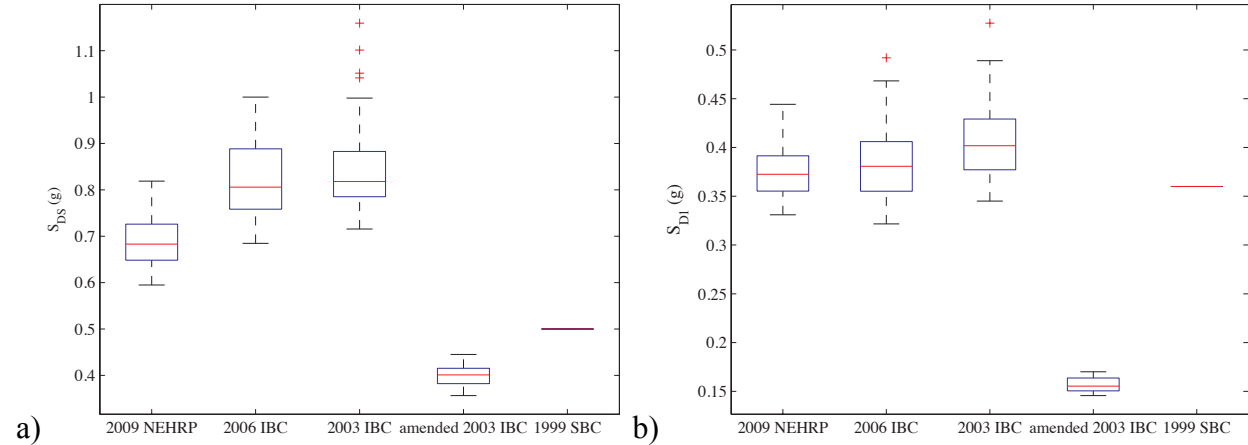 a)
S_DS (g)
1.1
1
0.9
0.8
0.7
0.6
0.5
0.4
2009 NEHRP 2006 IBC 2003 IBC amended 2003 IBC 1999 SBC
b)
S_D1 (g)
0.5
0.45
0.4
0.35
0.3
0.25
0.2
0.15
2009 NEHRP 2006 IBC 2003 IBC amended 2003 IBC 1999 SBC